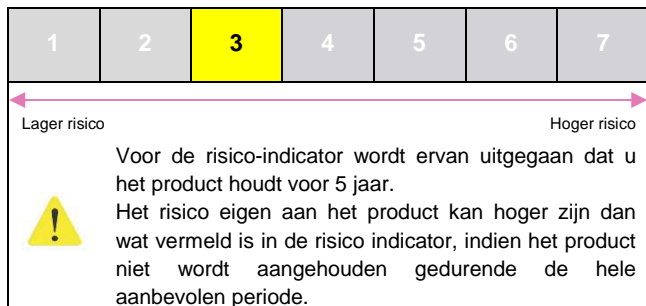 1 2 3 4 5 6 7
Lager risico Hoger risico
Voor de risico-indicator wordt ervan uitgegaan dat u
het product houdt voor 5 jaar.
Het risico eigen aan het product kan hoger zijn dan
wat vermeld is in de risico indicator, indien het product
niet wordt aangehouden gedurende de hele
aanbevolen periode.